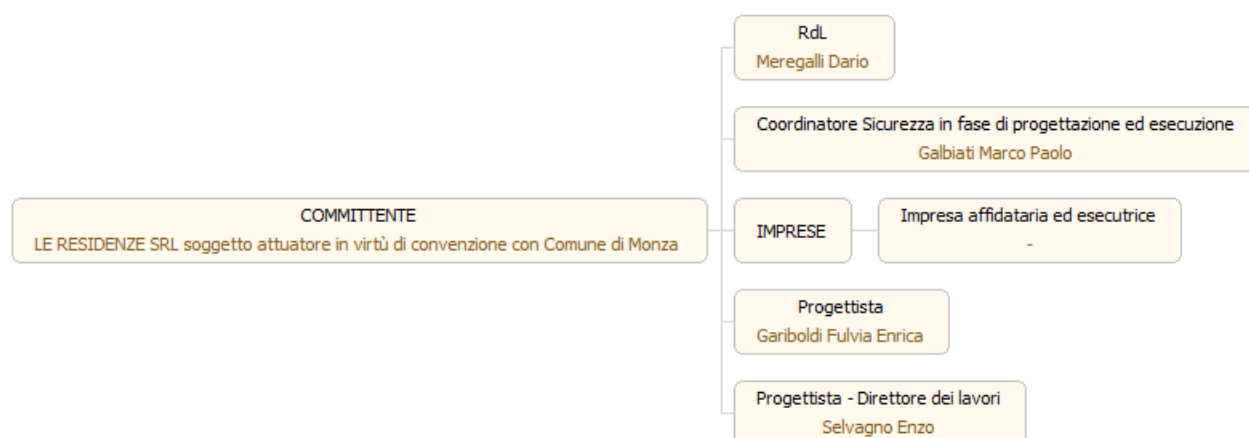 RdL
Meregalli Dario
Coordinatore Sicurezza in fase di progettazione ed esecuzione
Galbiati Marco Paolo
COMMITTENTE
LE RESIDENZE SRL soggetto attuatore in virtù di convenzione con Comune di Monza
IMPRESE
Impresa affidataria ed esecutrice
-
Progettista
Gariboldi Fulvia Enrica
Progettista - Direttore dei lavori
Selvagno Enzo